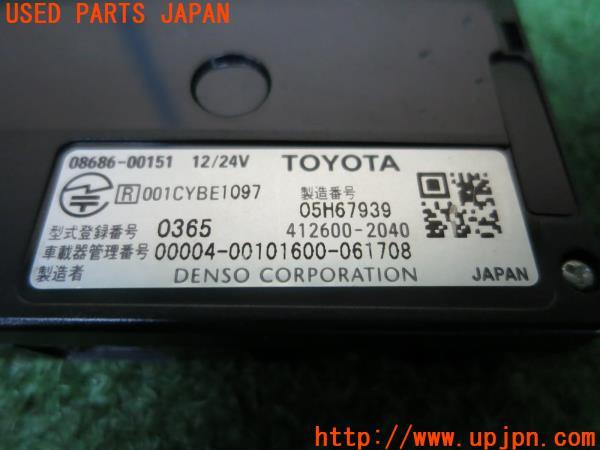 USED PARTS JAPAN
08686-00151 12/24V TOYOTA
R 001CYBE1097 製造番号
05H67939
型式登録番号 0365 412600-2040
車載器管理番号 00004-00101600-061708
製造者 DENSO CORPORATION JAPAN
www.upjpn.com